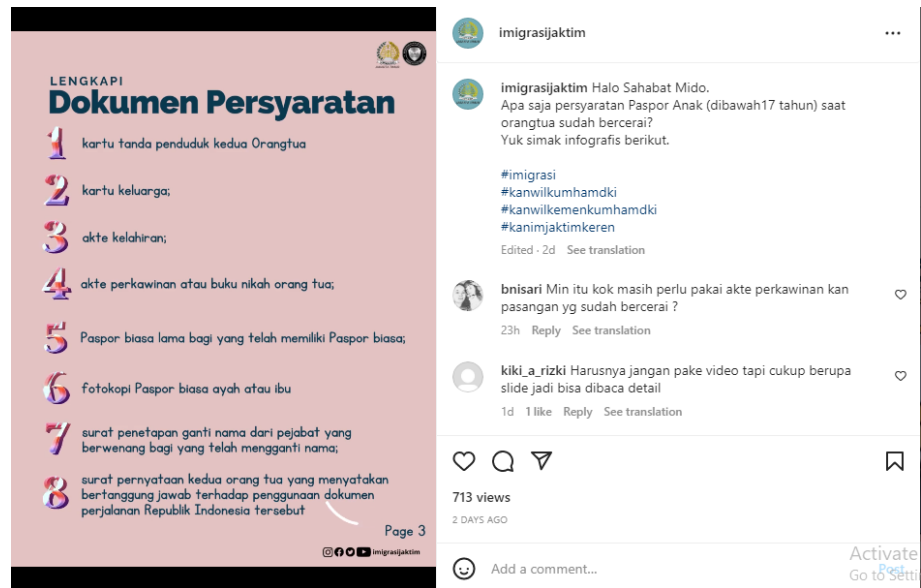 LENGKAPI
Dokumen Persyaratan
1 kartu tanda penduduk kedua Orangtua
2 kartu keluarga;
3 akte kelahiran;
4 akte perkawinan atau buku nikah orang tua;
5 Paspor biasa lama bagi yang telah memiliki Paspor biasa;
6 fotokopi Paspor biasa ayah atau ibu
7 surat penetapan ganti nama dari pejabat yang
berwenang bagi yang telah mengganti nama;
8 surat pernyataan kedua orang tua yang menyatakan
bertanggung jawab terhadap penggunaan dokumen
perjalanan Republik Indonesia tersebut
Page 3
imigrasijaktim
imigrasijaktim
imigrasijaktim Halo Sahabat Mido.
Apa saja persyaratan Paspor Anak (dibawah17 tahun) saat
orangtua sudah bercerai?
Yuk simak infografis berikut.
#imigrasi
#kanwilkumhamdki
#kanwilkemenkumhamdki
#kanimjaktimkeren
Edited · 2d See translation
bnisari Min itu kok masih perlu pakai akte perkawinan kan
pasangan yg sudah bercerai ?
23h Reply See translation
kiki_a_rizki Harusnya jangan pake video tapi cukup berupa
slide jadi bisa dibaca detail
1d 1 like Reply See translation
713 views
2 DAYS AGO
Add a comment...
Post
Activate
Go to Setti